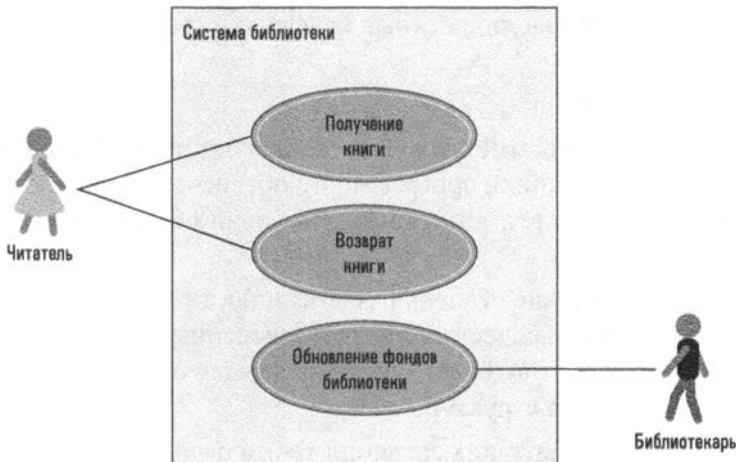 Система библиотеки
Получение
книги
Читатель
Возврат
книги
Обновление фондов
библиотеки
Библиотекарь